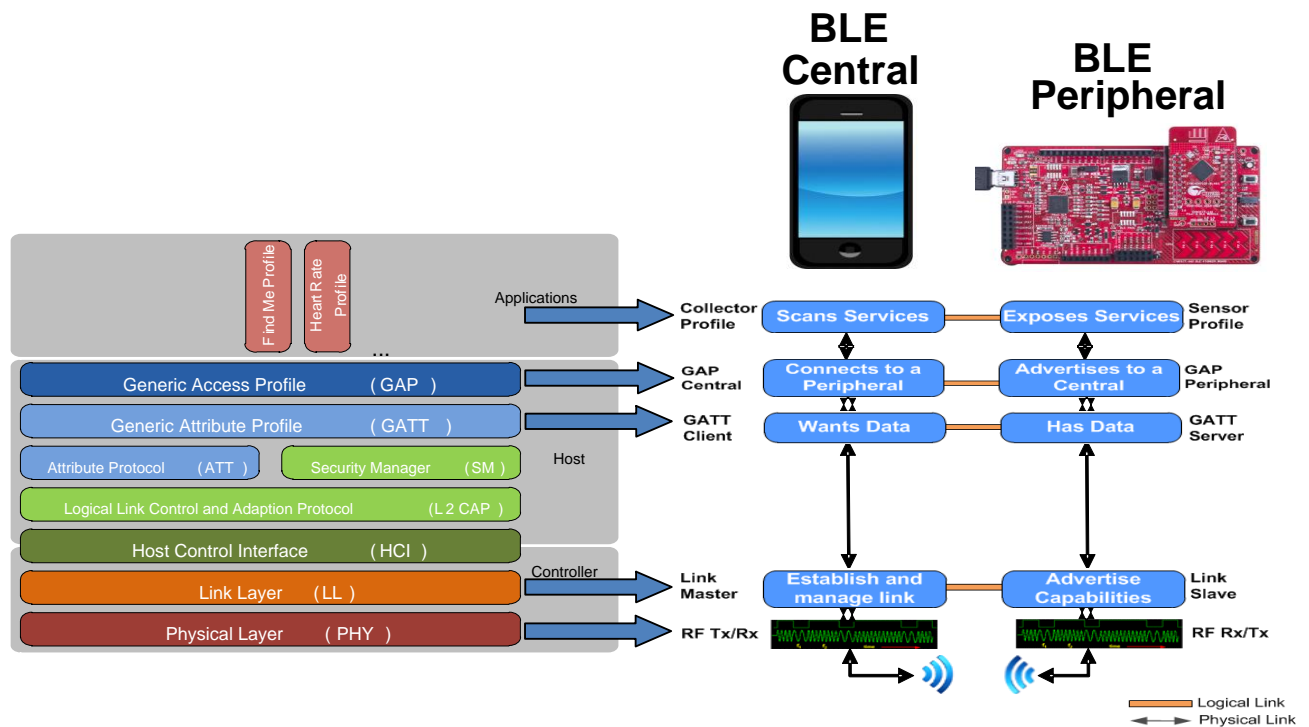 BLE
Central
BLE
Peripheral
Find Me Profile
Heart Rate
Profile
...
Applications
Collector
Profile
Scans Services
Exposes Services
Sensor
Profile
Generic Access Profile ( GAP )
GAP
Central
Connects to a
Peripheral
Advertises to a
Central
GAP
Peripheral
Generic Attribute Profile ( GATT )
GATT
Client
Wants Data
Has Data
GATT
Server
Attribute Protocol ( ATT )
Security Manager ( SM )
Host
Logical Link Control and Adaption Protocol ( L2 CAP )
Host Control Interface ( HCI )
Controller
Link Layer ( LL )
Link
Master
Establish and
manage link
Advertise
Capabilities
Link
Slave
Physical Layer ( PHY )
RF Tx/Rx
RF Rx/Tx
Logical Link
Physical Link